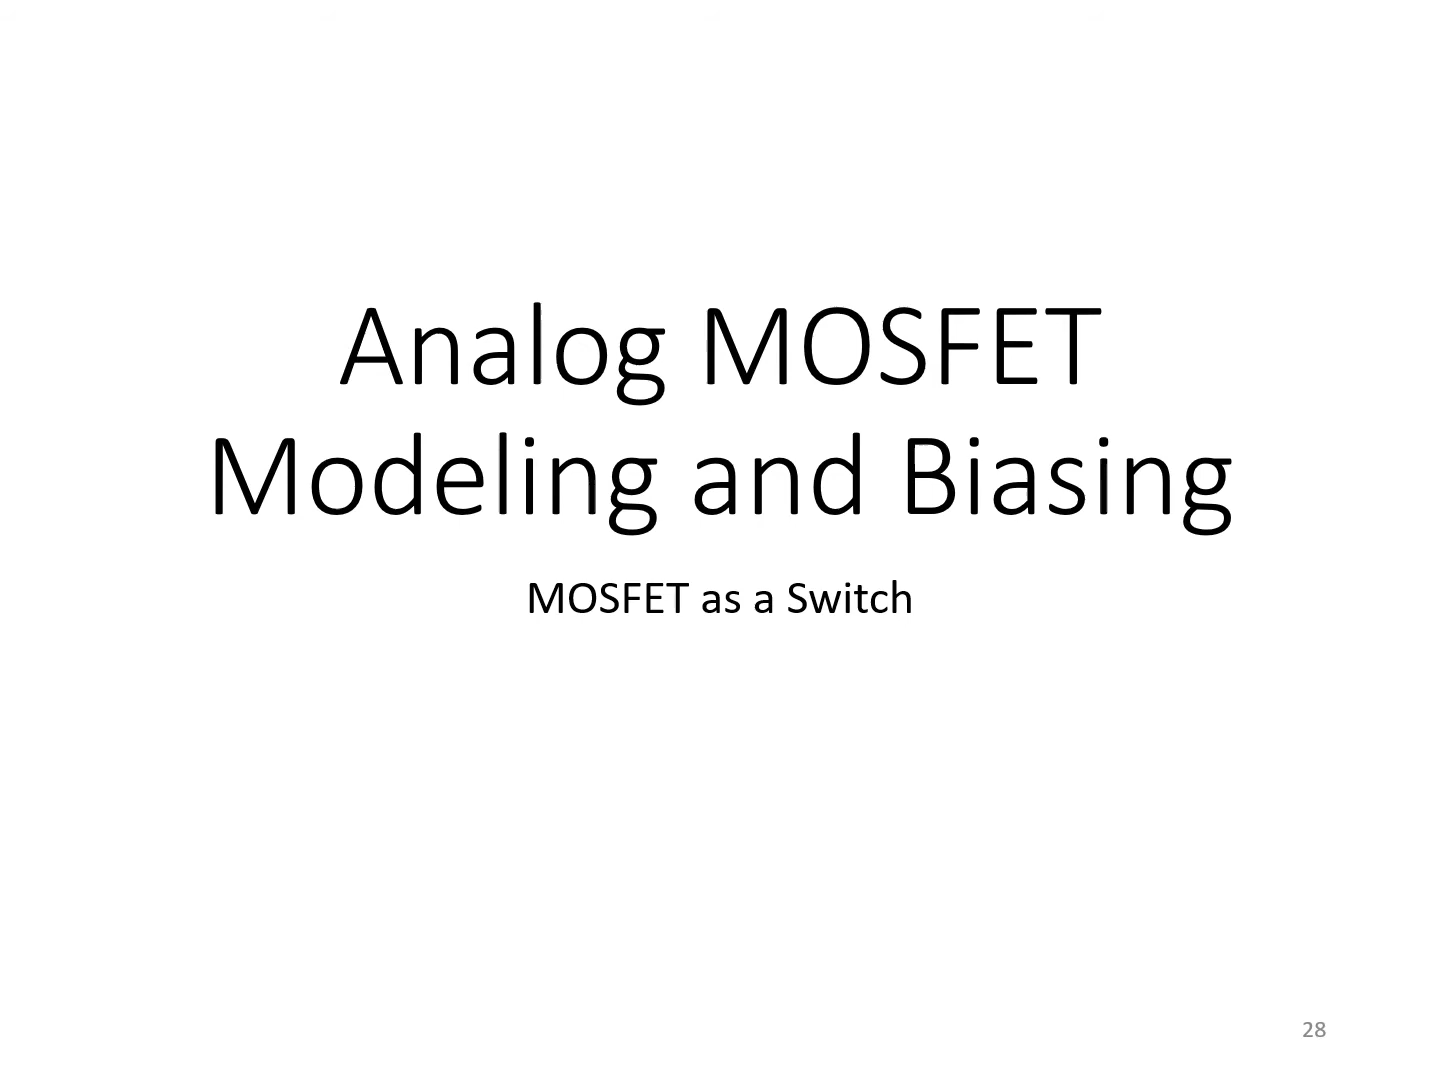 Analog MOSFET
Modeling and Biasing
MOSFET as a Switch
28